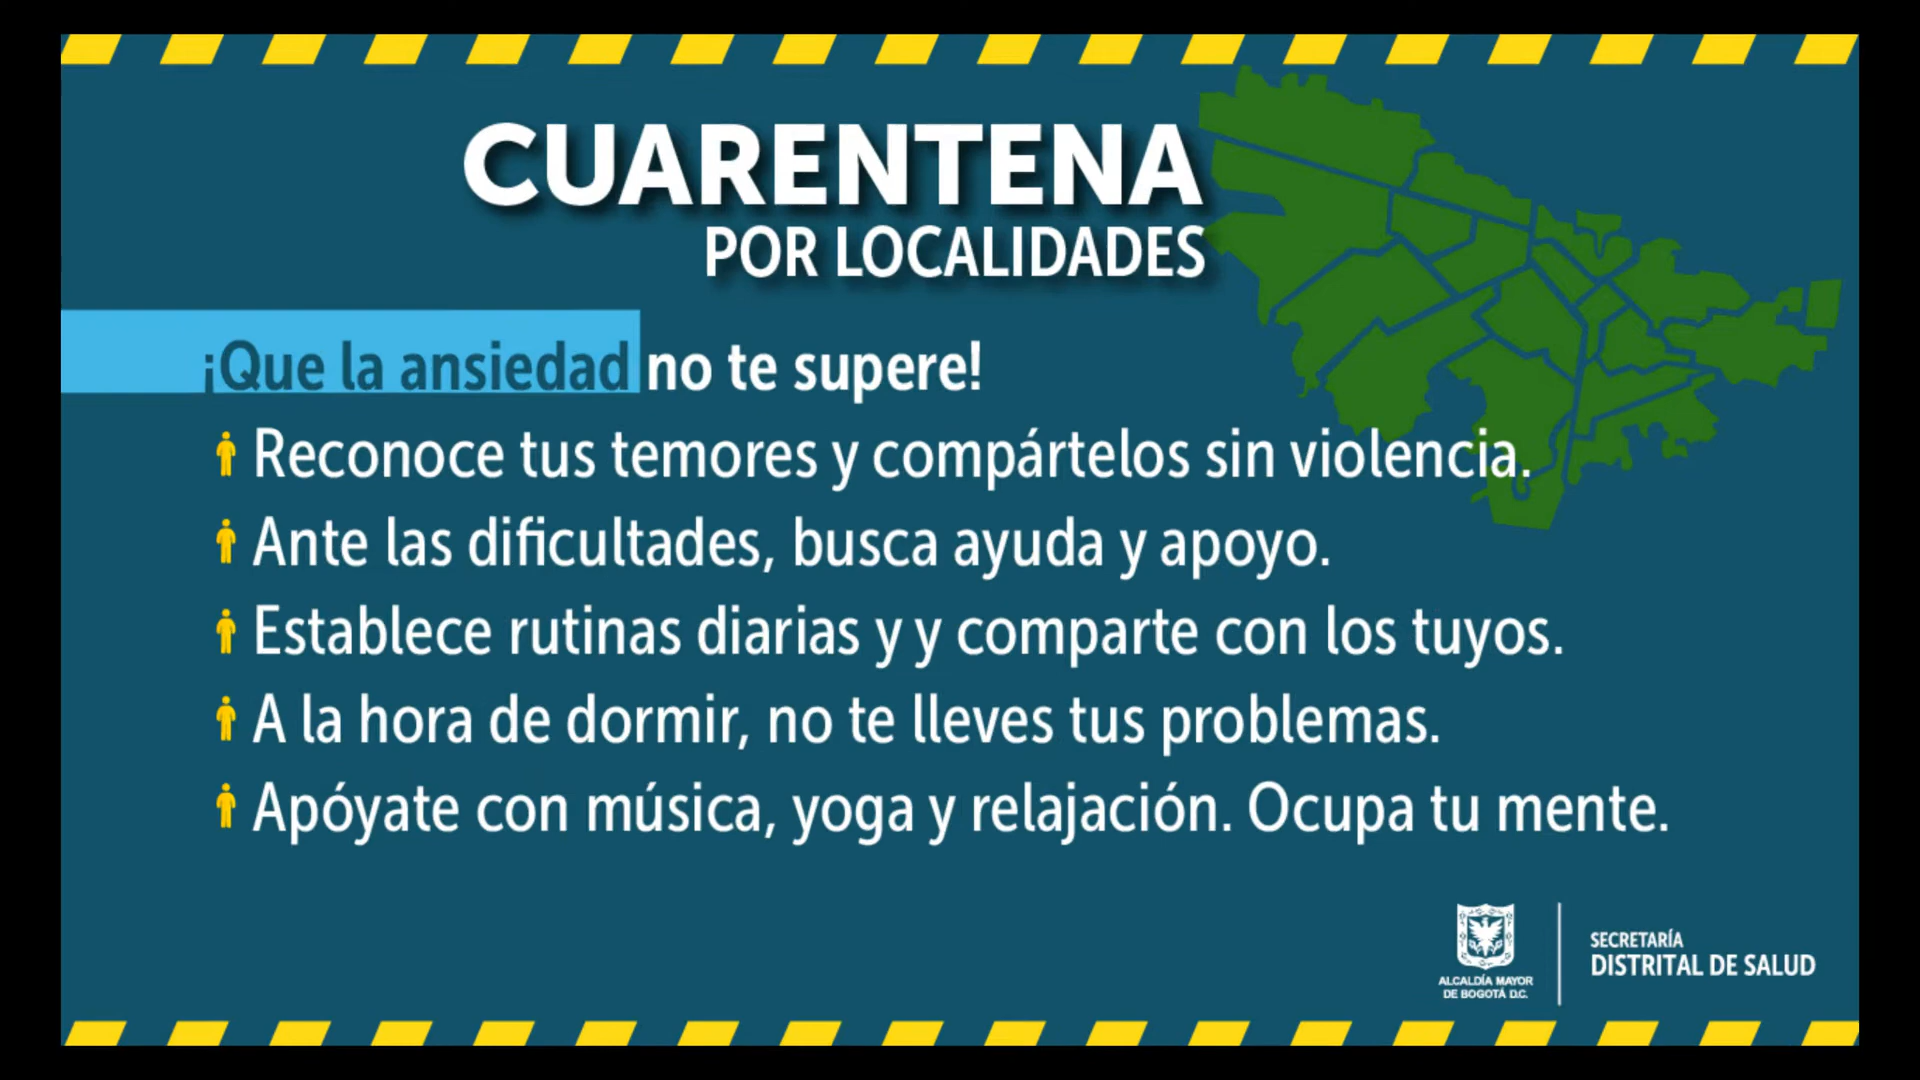 CUARENTENA
POR LOCALIDADES
¡Que la ansiedad no te supere!
Reconoce tus temores y compártelos sin violencia.
Ante las dificultades, busca ayuda y apoyo.
Establece rutinas diarias y y comparte con los tuyos.
A la hora de dormir, no te lleves tus problemas.
Apóyate con música, yoga y relajación. Ocupa tu mente.
ALCALDÍA MAYOR
DE BOGOTÁ D.C.
SECRETARÍA
DISTRITAL DE SALUD